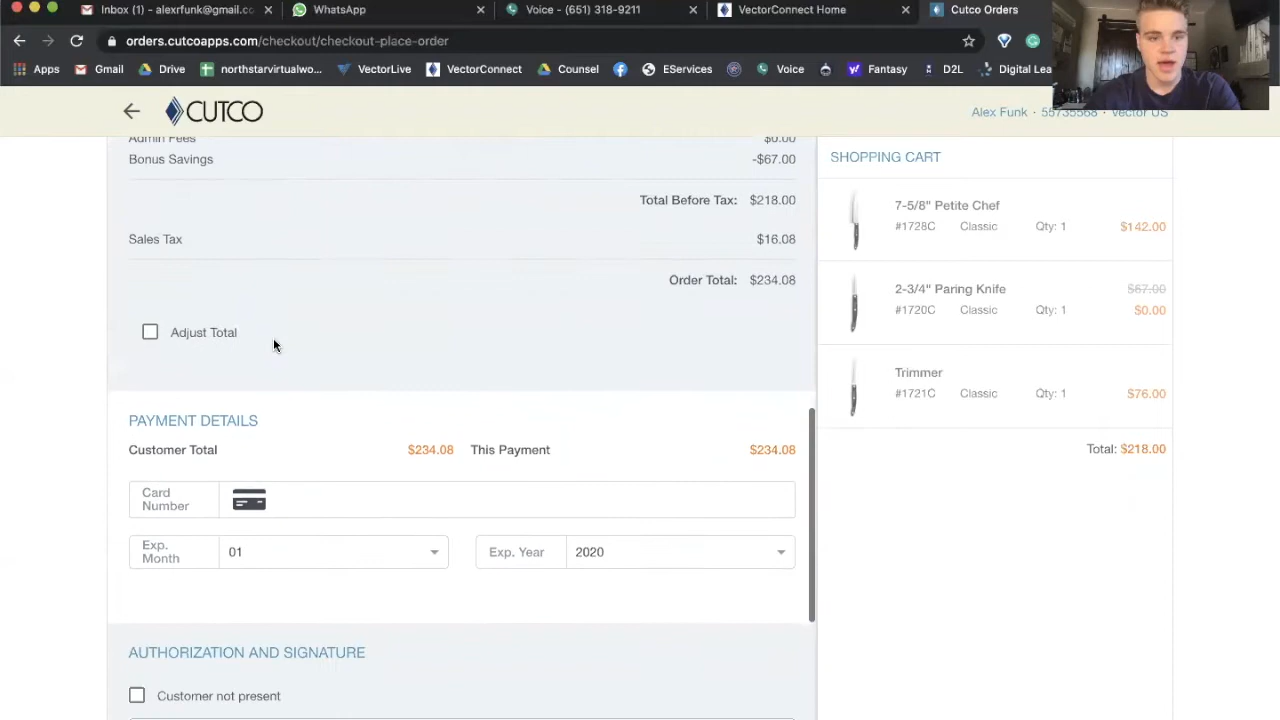 Inbox (1) - alexrfunk@gmail.co
WhatsApp
Voice - (651) 318-9211
VectorConnect Home
Cutco Orders
orders.cutcoapps.com/checkout/checkout-place-order
Apps
Gmail
Drive
northstarvirtualwo...
VectorLive
VectorConnect
Counsel
EServices
Voice
Fantasy
D2L
Digital Lea
CUTCO
Alex Funk · 55735568 · Vector US
Admin Fees $0.00
Bonus Savings -$67.00
Total Before Tax: $218.00
Sales Tax $16.08
Order Total: $234.08
Adjust Total
PAYMENT DETAILS
Customer Total $234.08 This Payment $234.08
Card
Number
Exp.
Month
01
Exp. Year 2020
AUTHORIZATION AND SIGNATURE
Customer not present
SHOPPING CART
7-5/8" Petite Chef
#1728C Classic Qty: 1 $142.00
2-3/4" Paring Knife $67.00
#1720C Classic Qty: 1 $0.00
Trimmer
#1721C Classic Qty: 1 $76.00
Total: $218.00